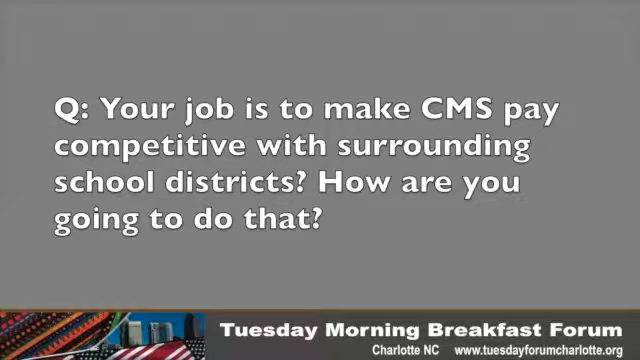 Q: Your job is to make CMS pay
competitive with surrounding
school districts? How are you
going to do that?
Tuesday Morning Breakfast Forum
Charlotte NC www.tuesdayforumcharlotte.org